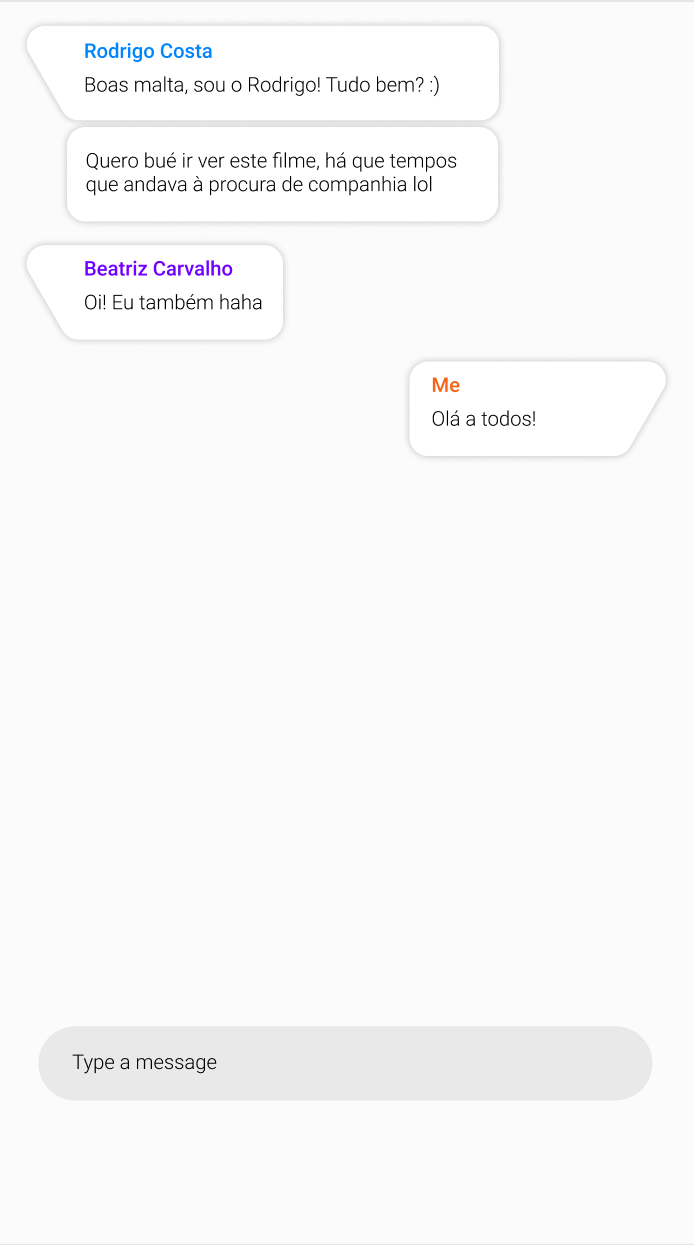 Rodrigo Costa
Boas malta, sou o Rodrigo! Tudo bem? :)
Quero bué ir ver este filme, há que tempos
que andava à procura de companhia lol
Beatriz Carvalho
Oi! Eu também haha
Me
Olá a todos!
Type a message